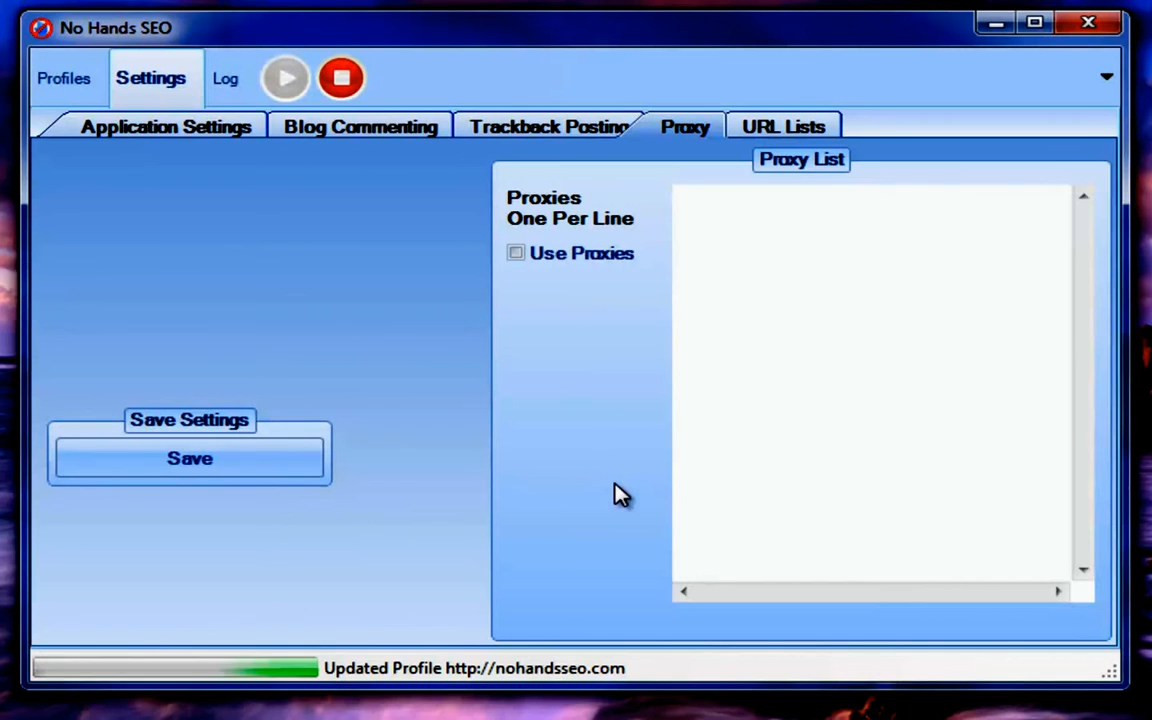 No Hands SEO
Profiles Settings Log
Application Settings Blog Commenting Trackback Posting Proxy URL Lists
Proxy List
Proxies
One Per Line
Use Proxies
Save Settings
Save
Updated Profile http://nohandsseo.com